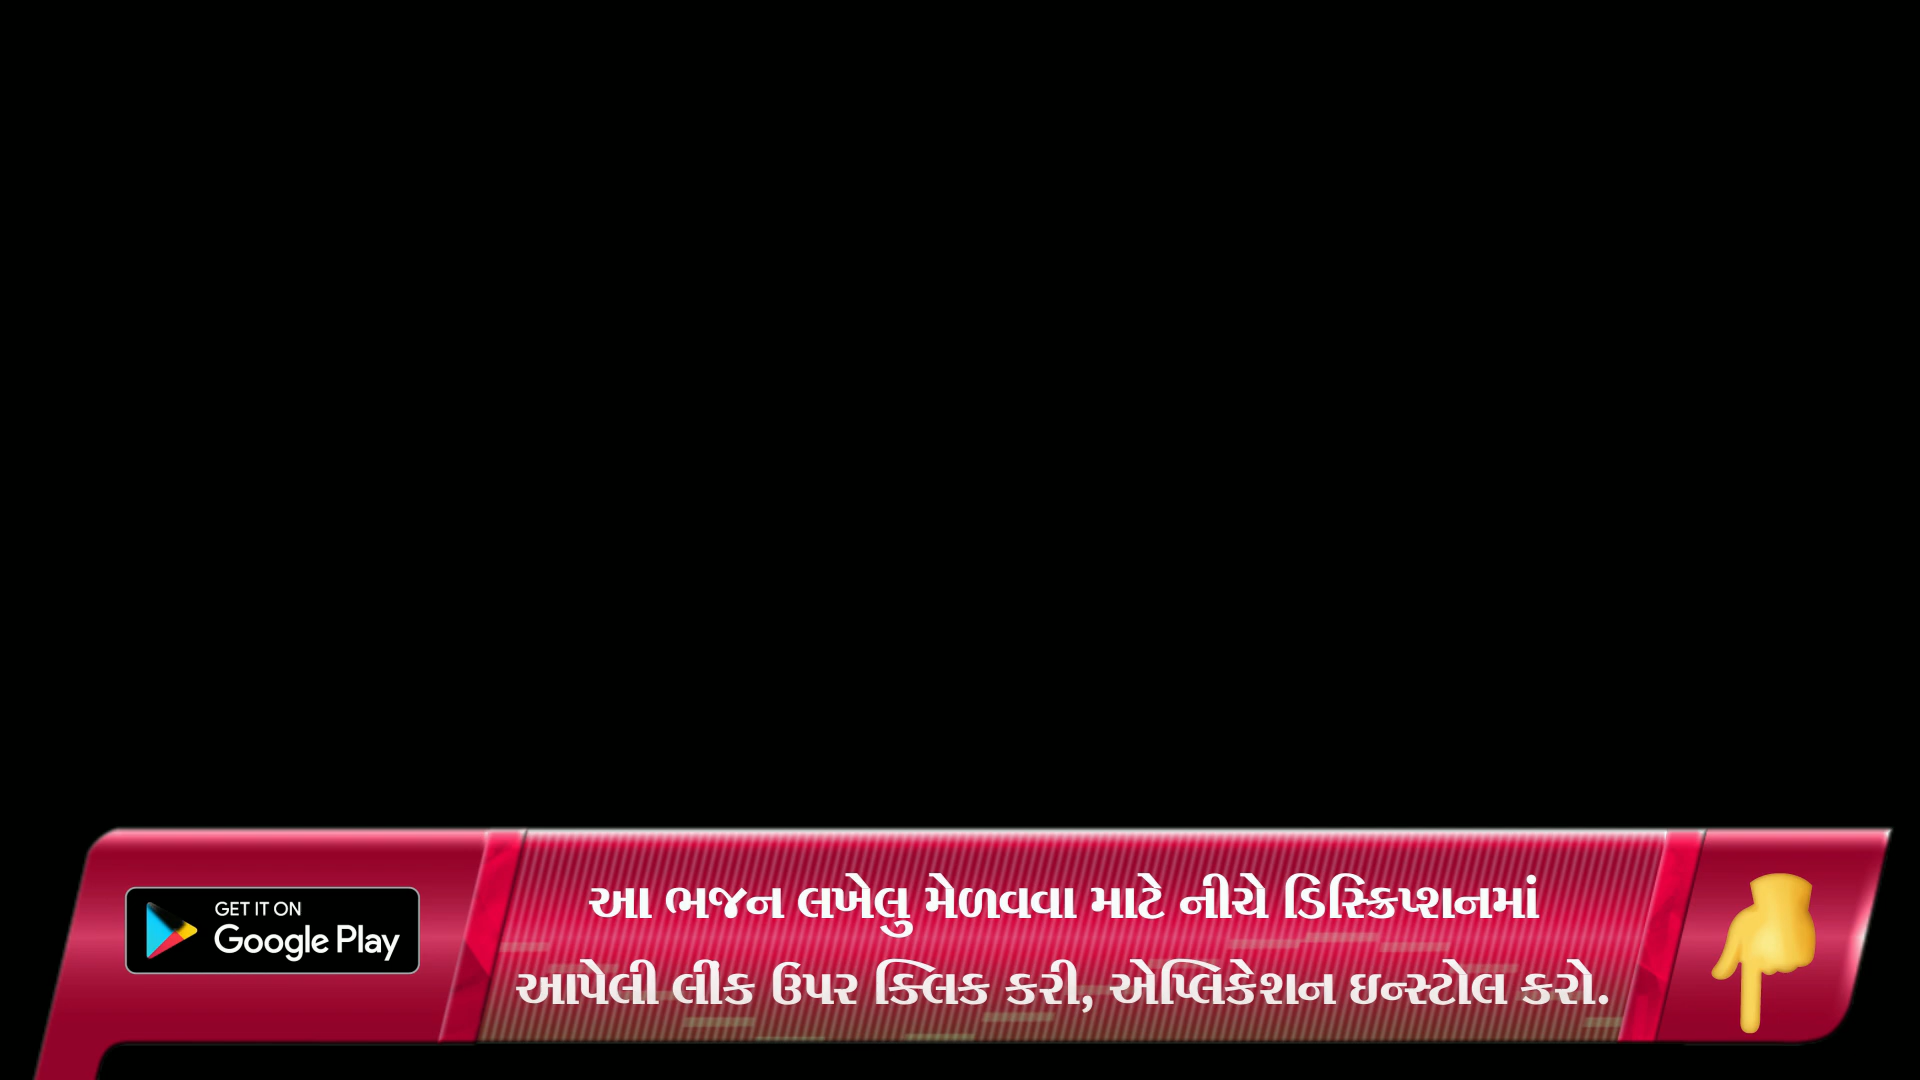 GET IT ON
Google Play
આ ભજન લખેલુ મેળવવા માટે નીચે ડિસ્ક્રિપ્શનમાં
આપેલી લીંક ઉપર ક્લિક કરી, એપ્લિકેશન ઇન્સ્ટોલ કરો.